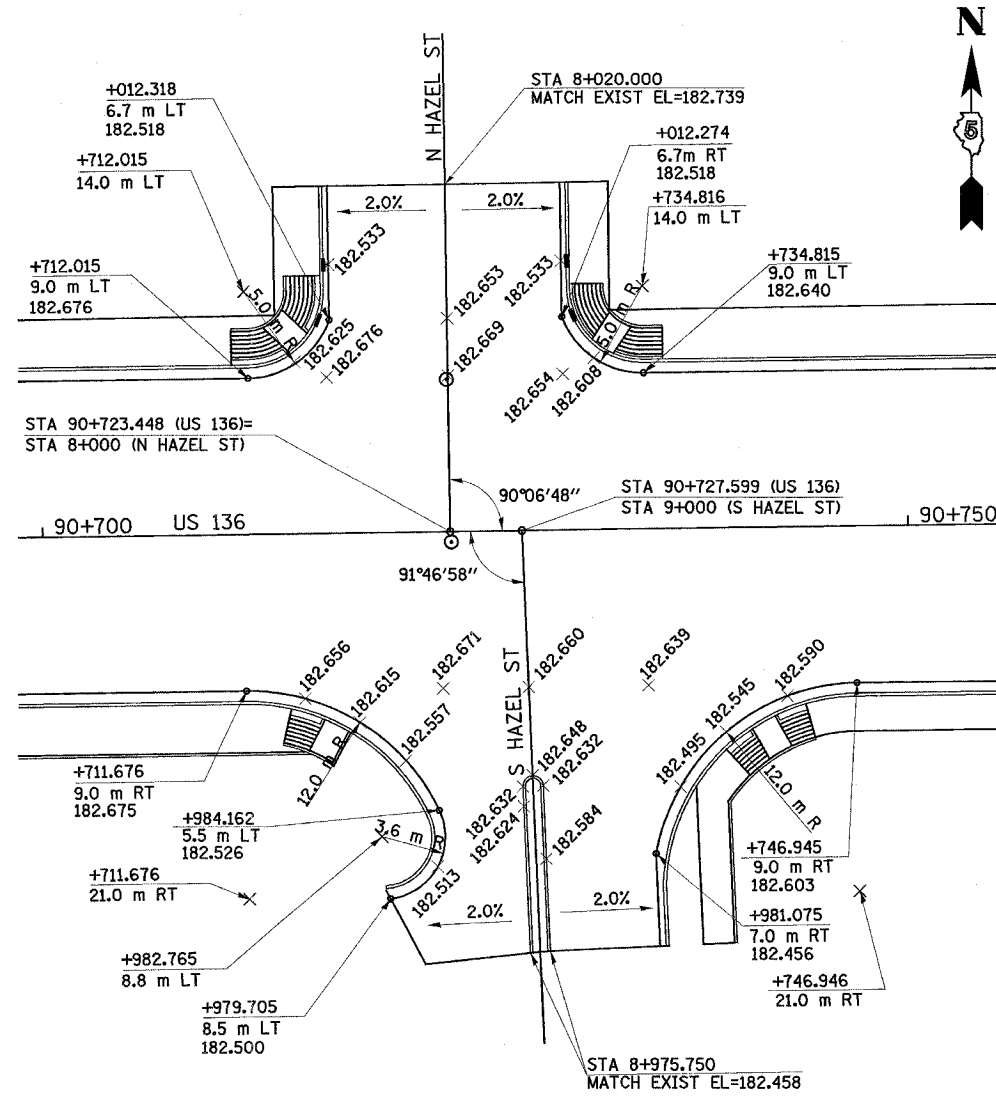 N
5
N HAZEL ST
STA 8+020.000
MATCH EXIST EL=182.739
+012.318
6.7 m LT
182.518
+012.274
6.7m RT
182.518
+712.015
14.0 m LT
+734.816
14.0 m LT
2.0%
2.0%
+712.015
9.0 m LT
182.676
+734.815
9.0 m LT
182.640
182.533
182.653
182.533
5.0 m R
5.0 m R
182.625
182.676
182.669
182.654
182.608
STA 90+723.448 (US 136)=
STA 8+000 (N HAZEL ST)
90°06'48"
STA 90+727.599 (US 136)
STA 9+000 (S HAZEL ST)
90+700
US 136
90+750
91°46'58"
182.656
182.615
182.557
182.671
182.660
182.639
182.590
182.545
182.495
S HAZEL ST
182.648
182.632
182.632
182.624
182.584
12.0 m R
12.0 m R
+711.676
9.0 m RT
182.675
+984.162
5.5 m LT
182.526
3.6 m R
182.513
+711.676
21.0 m RT
+746.945
9.0 m RT
182.603
2.0%
2.0%
+981.075
7.0 m RT
182.456
+982.765
8.8 m LT
+746.946
21.0 m RT
+979.705
8.5 m LT
182.500
STA 8+975.750
MATCH EXIST EL=182.458